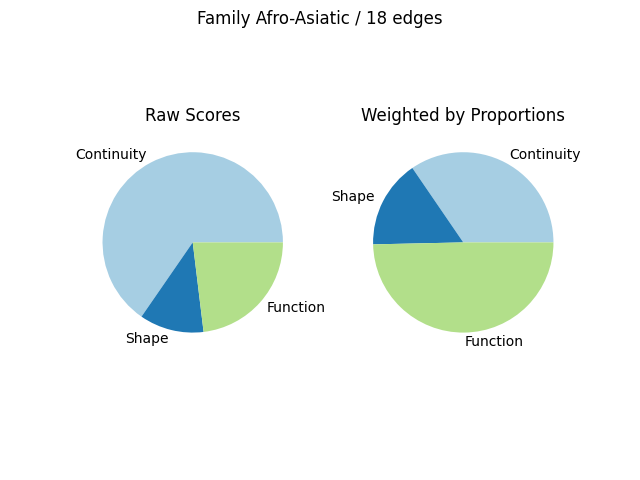 Family Afro-Asiatic / 18 edges
Raw Scores
Continuity
Shape
Function
Weighted by Proportions
Continuity
Shape
Function